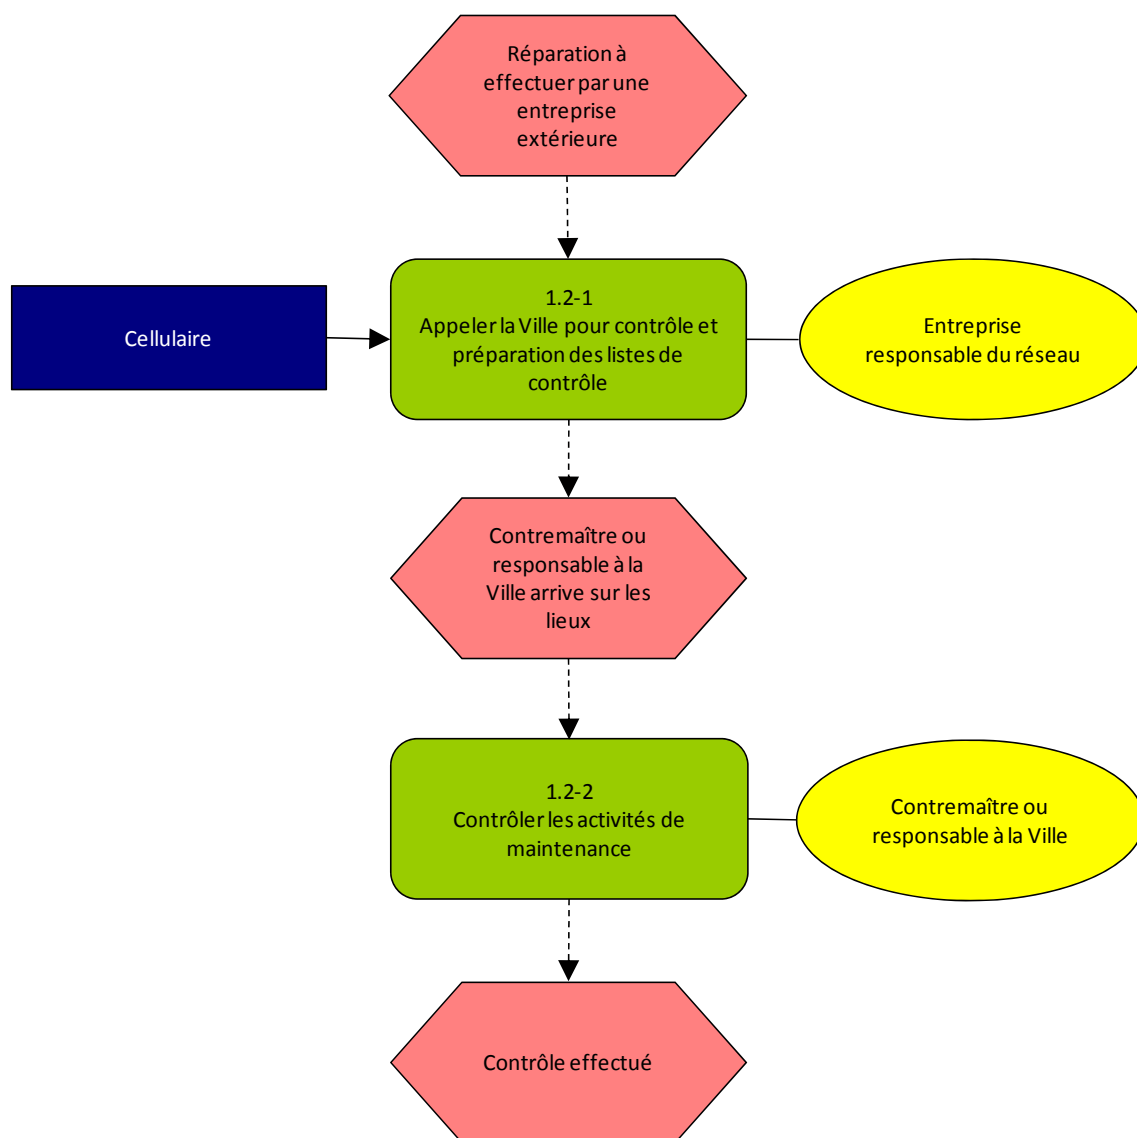 Réparation à
effectuer par une
entreprise
extérieure
1.2-1
Appeler la Ville pour contrôle et
préparation des listes de
contrôle
Cellulaire
Entreprise
responsable du réseau
Contremaître ou
responsable à la
Ville arrive sur les
lieux
1.2-2
Contrôler les activités de
maintenance
Contremaître ou
responsable à la Ville
Contrôle effectué